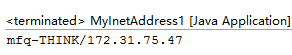 <terminated> MyInetAddress1 [Java Application]
mfq-THINK/172.31.75.47